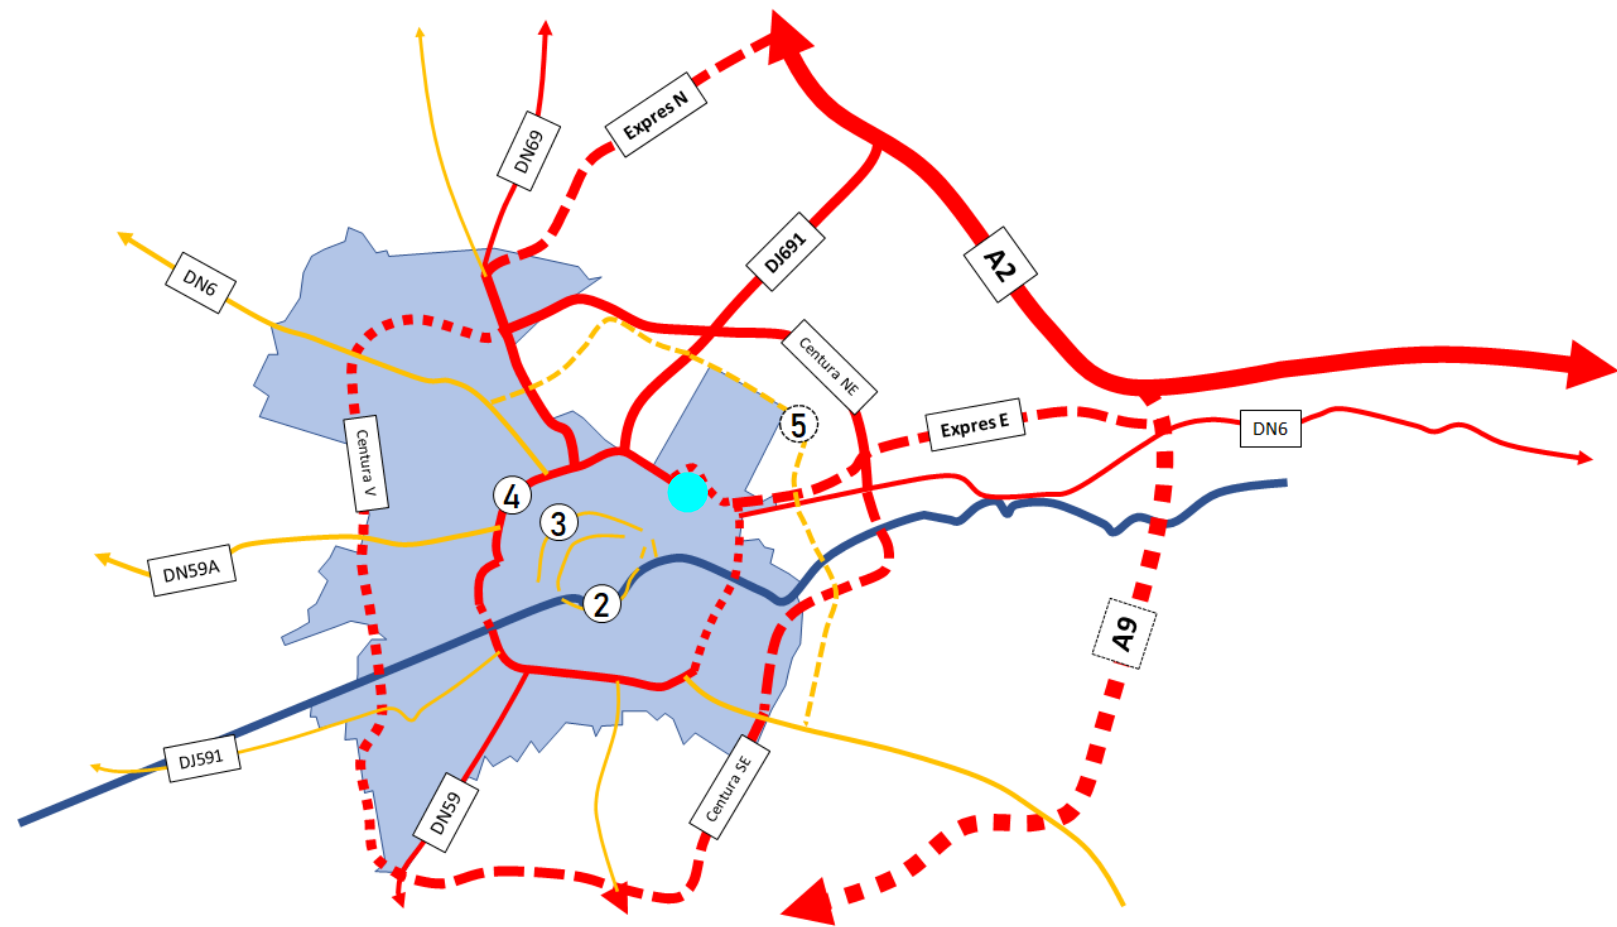 Expres N
DN69
DJ691
A2
DN6
Centura NE
5
Expres E
DN6
Centura V
4
3
DN59A
2
A9
DJ591
Centura SE
DN59